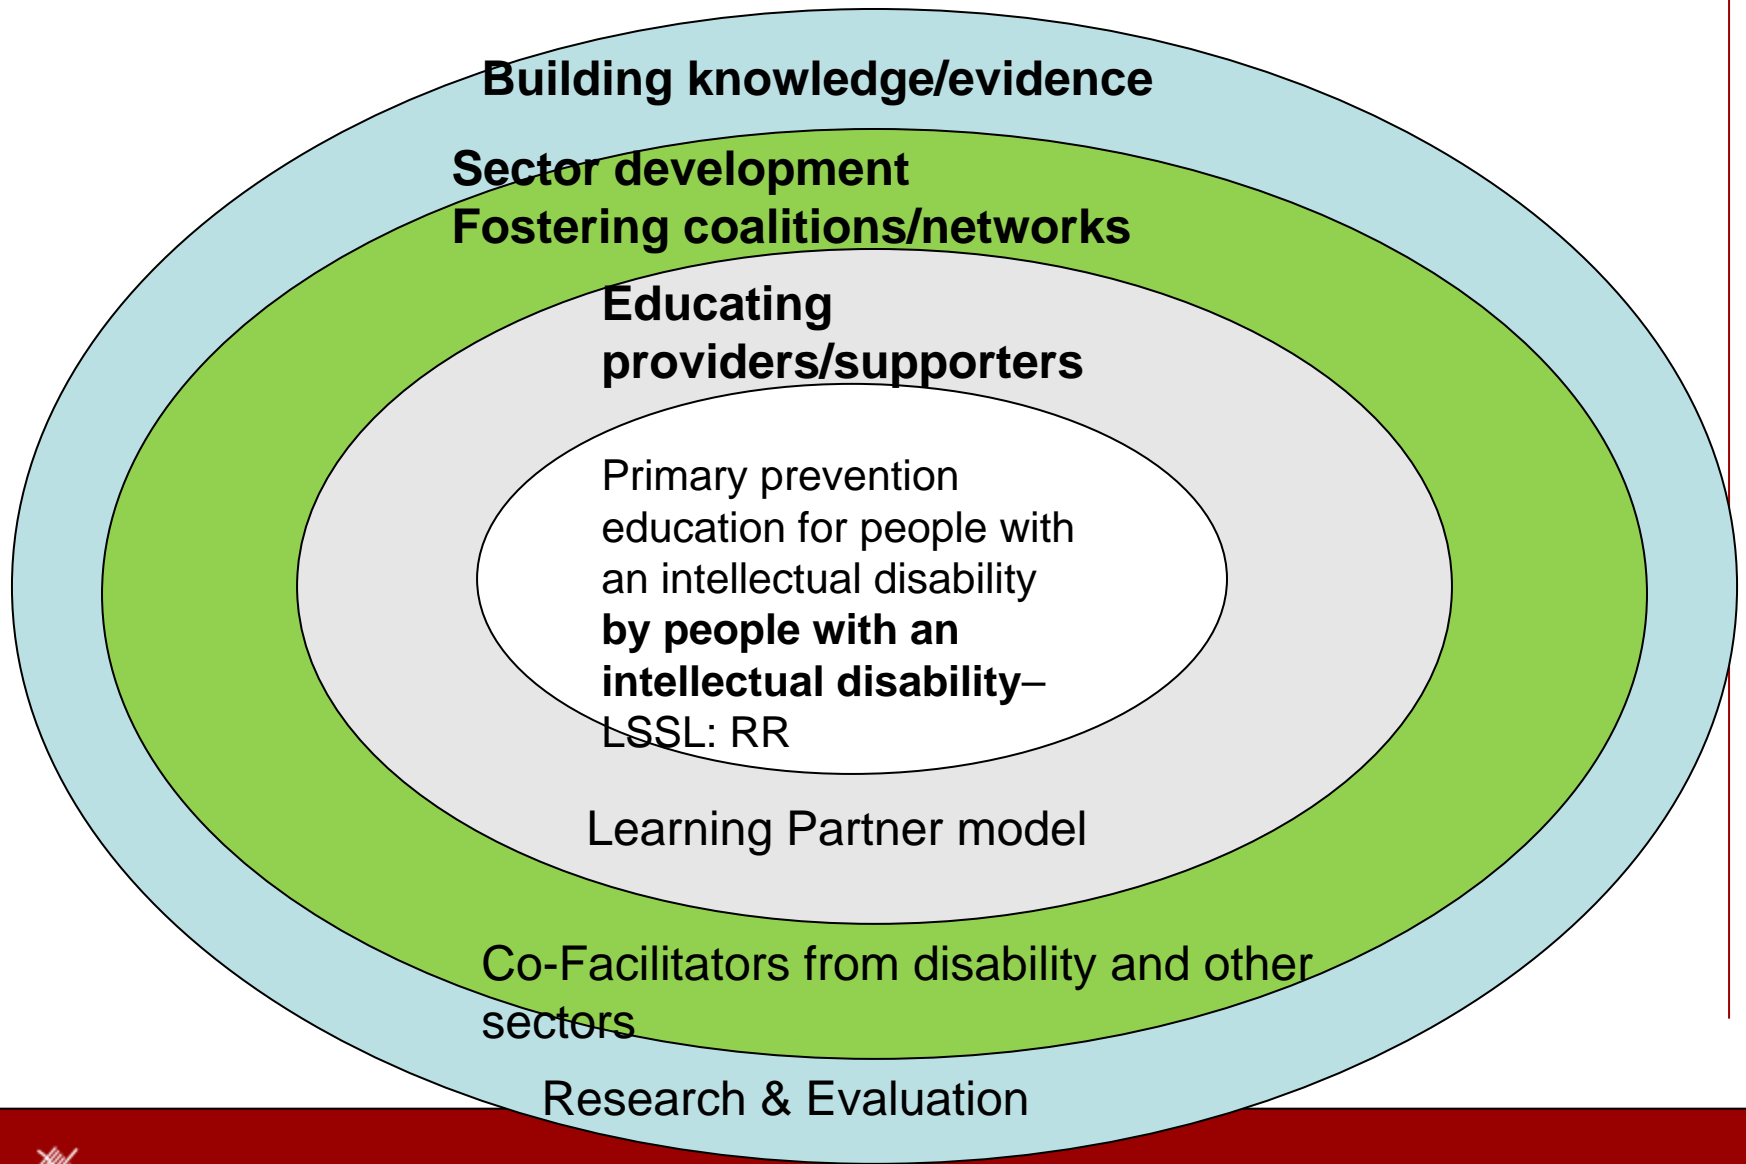 Building knowledge/evidence
Sector development
Fostering coalitions/networks
Educating
providers/supporters
Primary prevention
education for people with
an intellectual disability
by people with an
intellectual disability–
LSSL: RR
Learning Partner model
Co-Facilitators from disability and other
sectors
Research & Evaluation